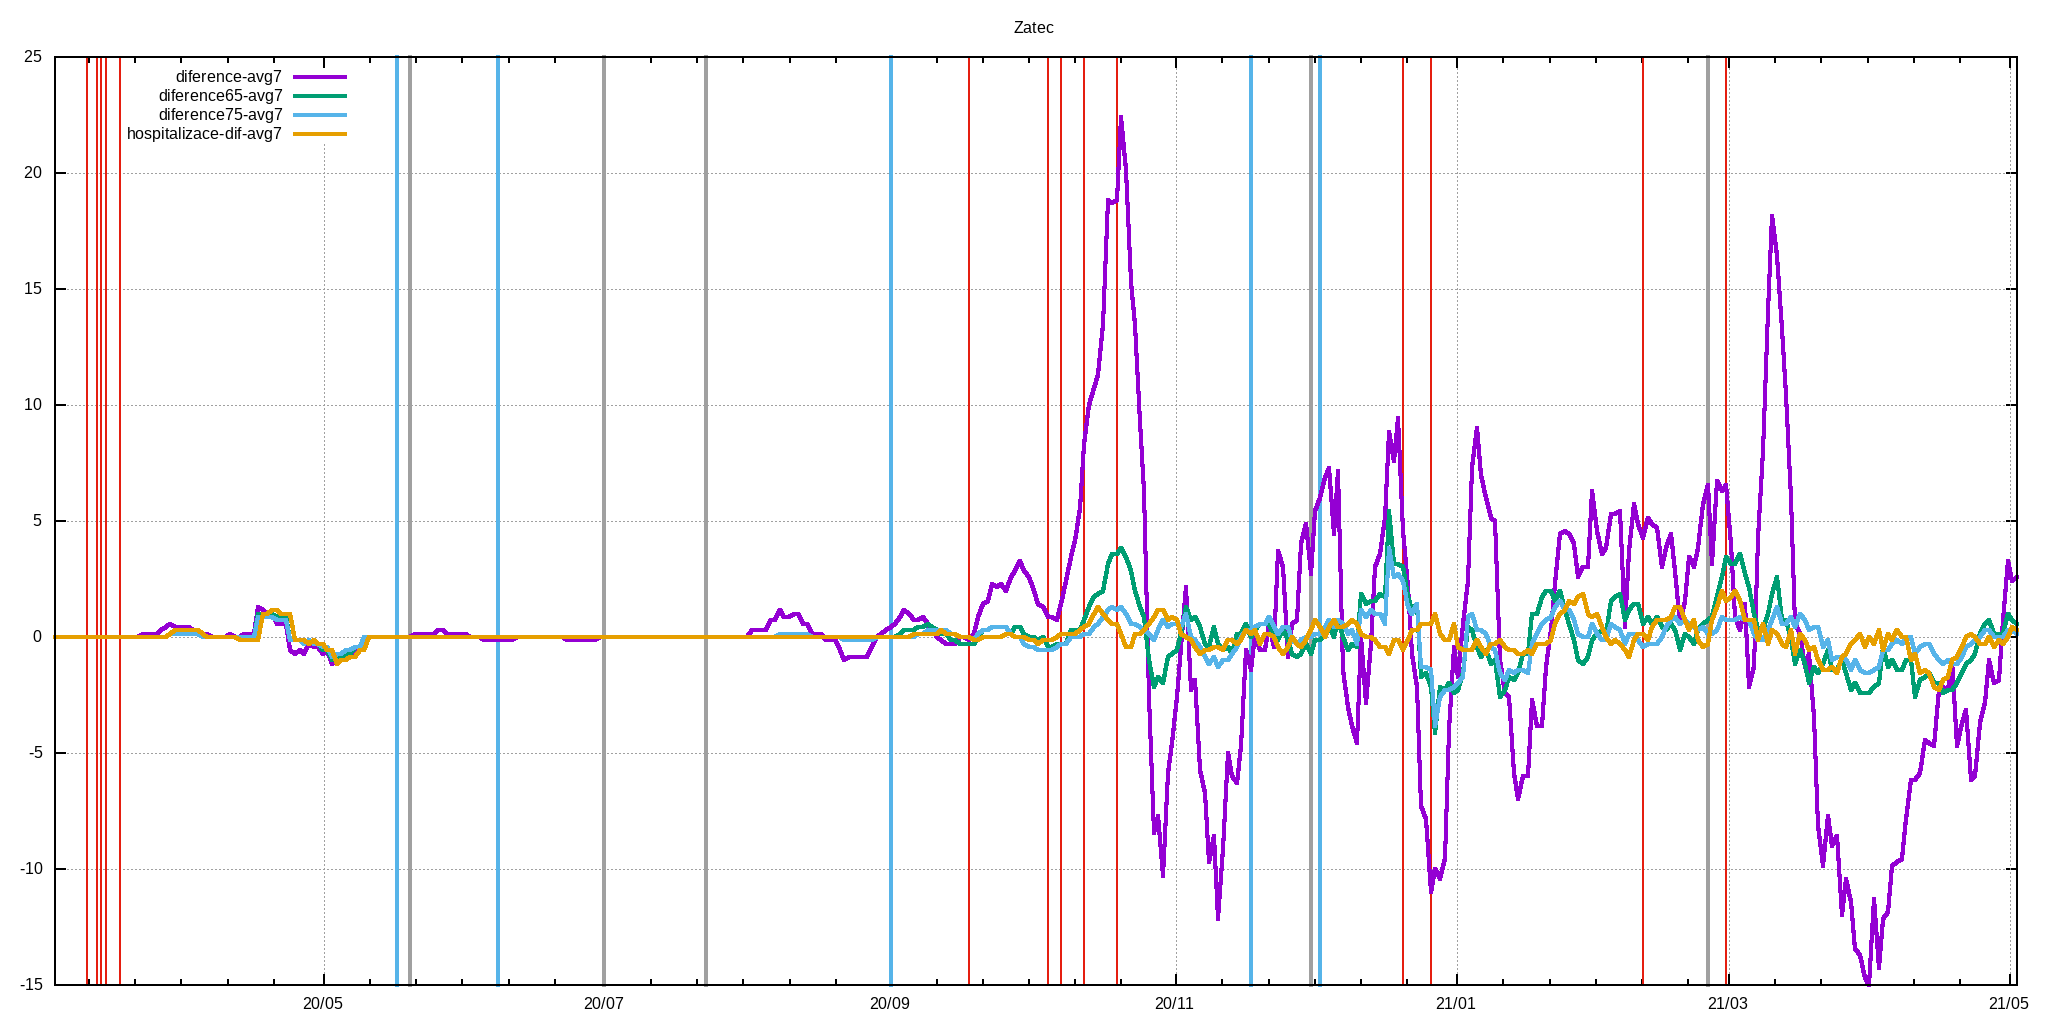 Zatec
25
diference-avg7
diference65-avg7
diference75-avg7
hospitalizace-dif-avg7
20
15
10
5
0
-5
-10
-15
20/05 20/07 20/09 20/11 21/01 21/03 21/05